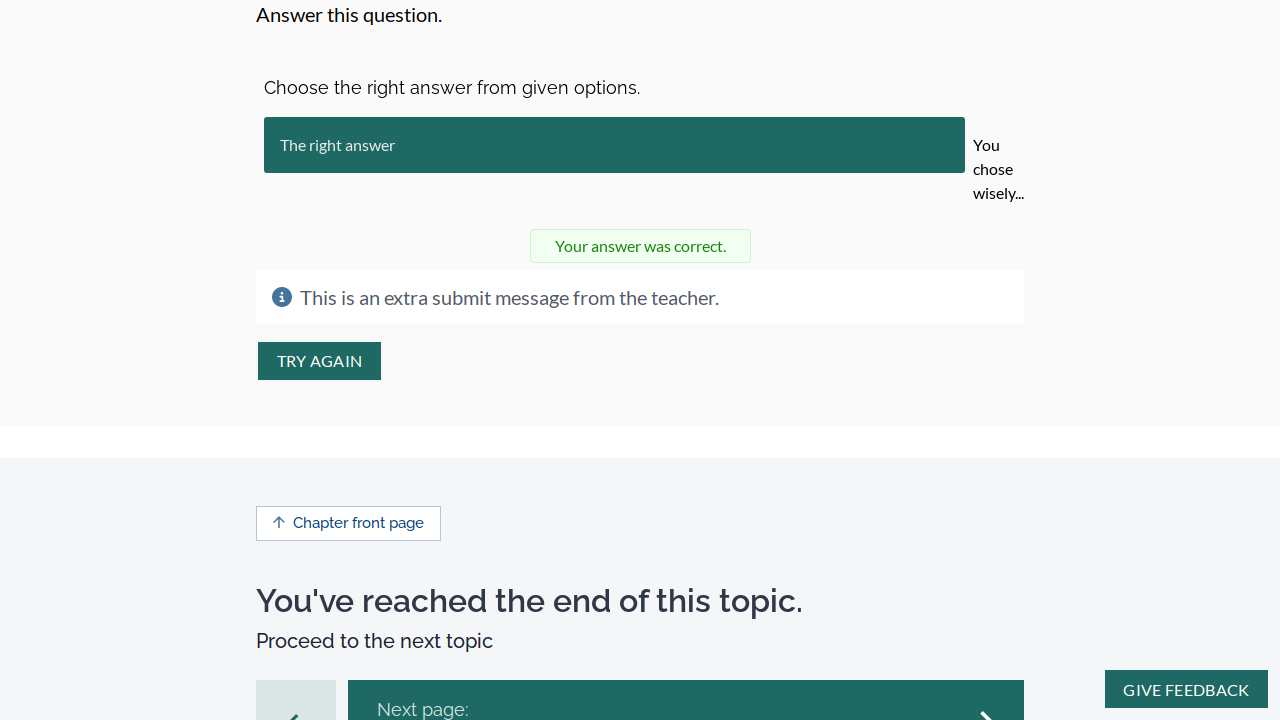 Answer this question.
Choose the right answer from given options.
The right answer
You
chose
wisely...
Your answer was correct.
This is an extra submit message from the teacher.
TRY AGAIN
Chapter front page
You've reached the end of this topic.
Proceed to the next topic
GIVE FEEDBACK
Next page: